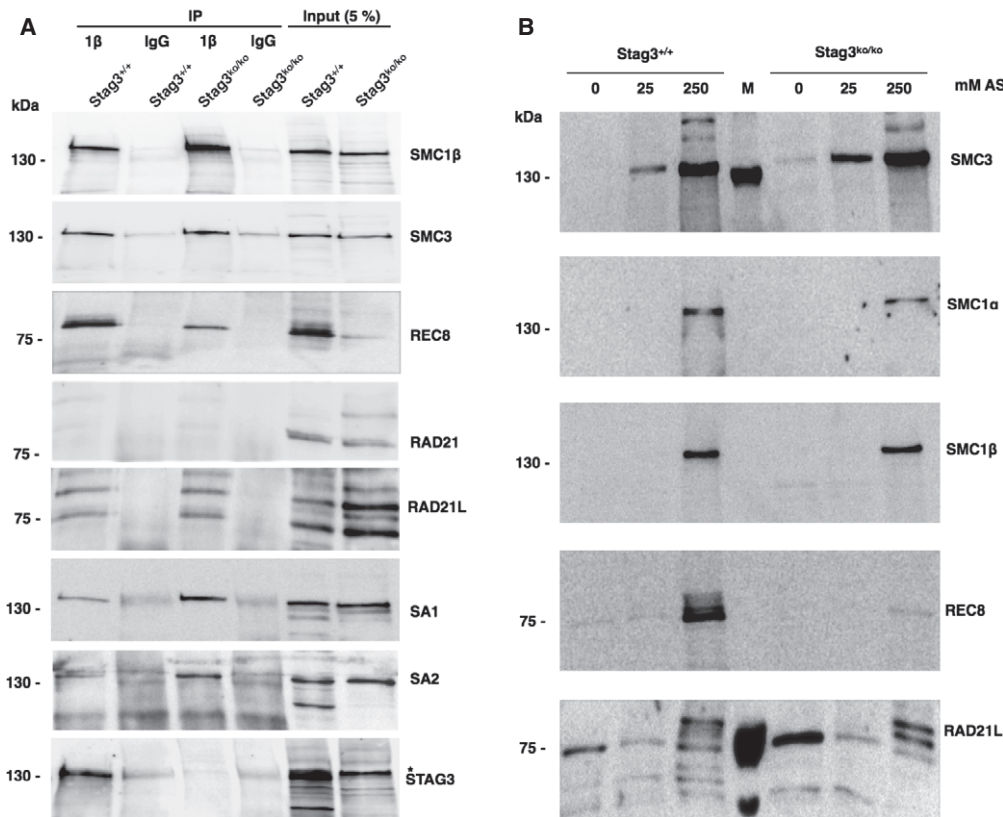 A
IP
Input (5 %)
1β IgG 1β IgG
Stag3+/+ Stag3+/+ Stag3ko/ko Stag3ko/ko Stag3+/+ Stag3ko/ko
kDa
130 - SMC1β
130 - SMC3
75 - REC8
75 - RAD21
75 - RAD21L
130 - SA1
130 - SA2
130 - * STAG3
B
Stag3+/+ Stag3ko/ko
0 25 250 M 0 25 250 mM AS
kDa
130 - SMC3
130 - SMC1α
130 - SMC1β
75 - REC8
75 - RAD21L